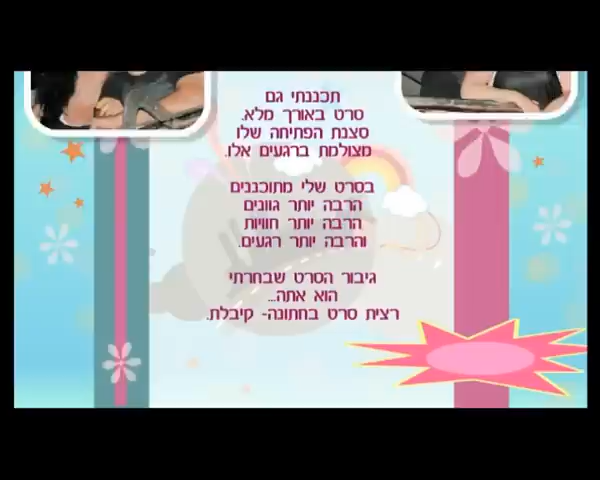 תכננתי גם
סרט באורך מלא.
סצנת הפתיחה שלו
מצולמת ברגעים אלו.
בסרט שלי מתוכננים
הרבה יותר גוונים
הרבה יותר חוויות
והרבה יותר רגעים.
גיבור הסרט שבחרתי
הוא אתה...
רצית סרט בחתונה- קיבלת.